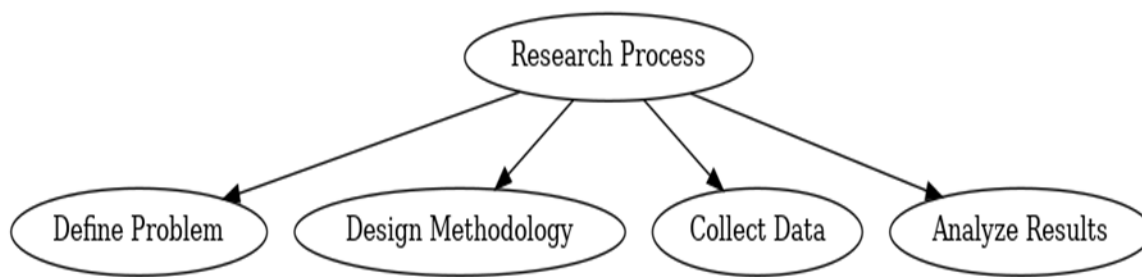 Research Process
Define Problem
Design Methodology
Collect Data
Analyze Results